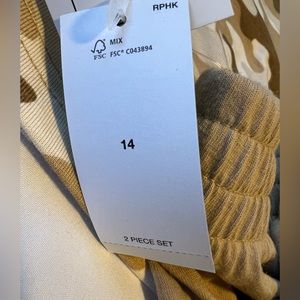 RPHK
MIX
FSC
FSC® C043894
14
2 PIECE SET